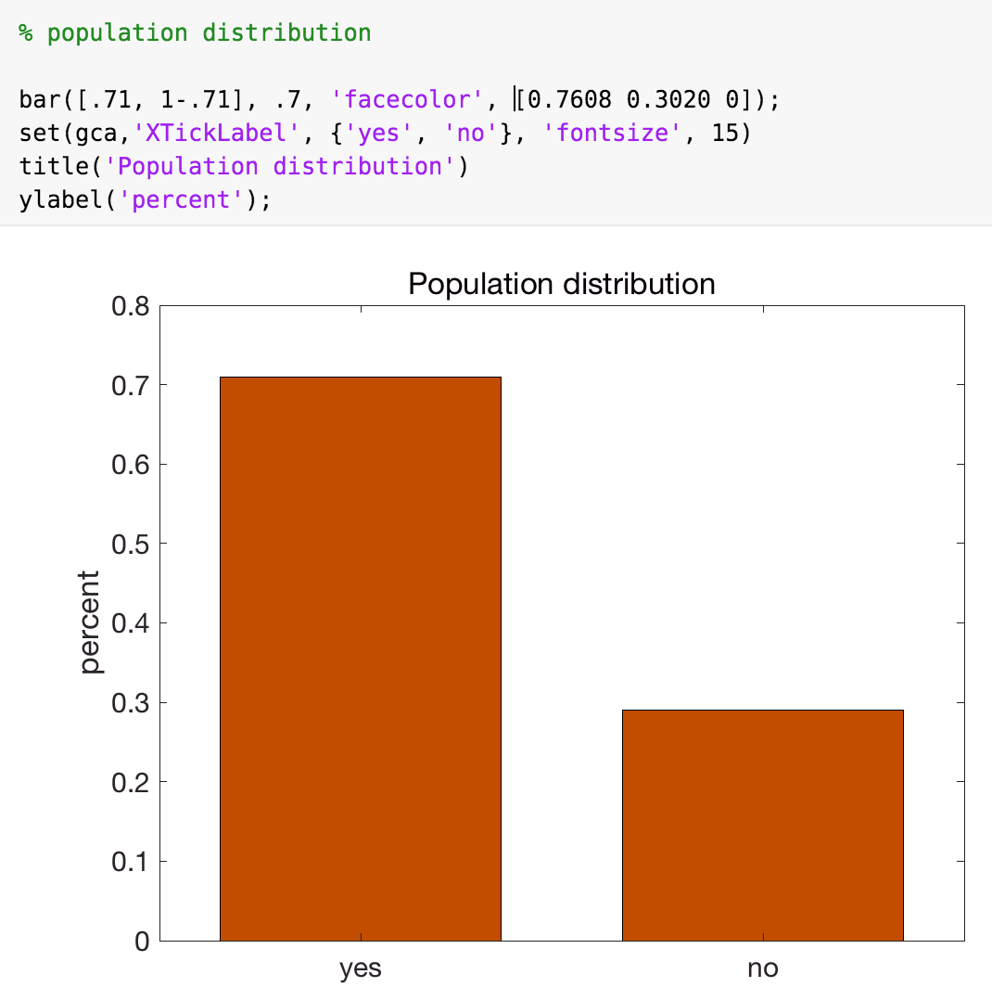 % population distribution
bar([.71, 1-.71], .7, 'facecolor', [0.7608 0.3020 0]);
set(gca,'XTickLabel', {'yes', 'no'}, 'fontsize', 15)
title('Population distribution')
ylabel('percent');
Population distribution
0.8
0.7
0.6
0.5
0.4
0.3
0.2
0.1
0
percent
yes no